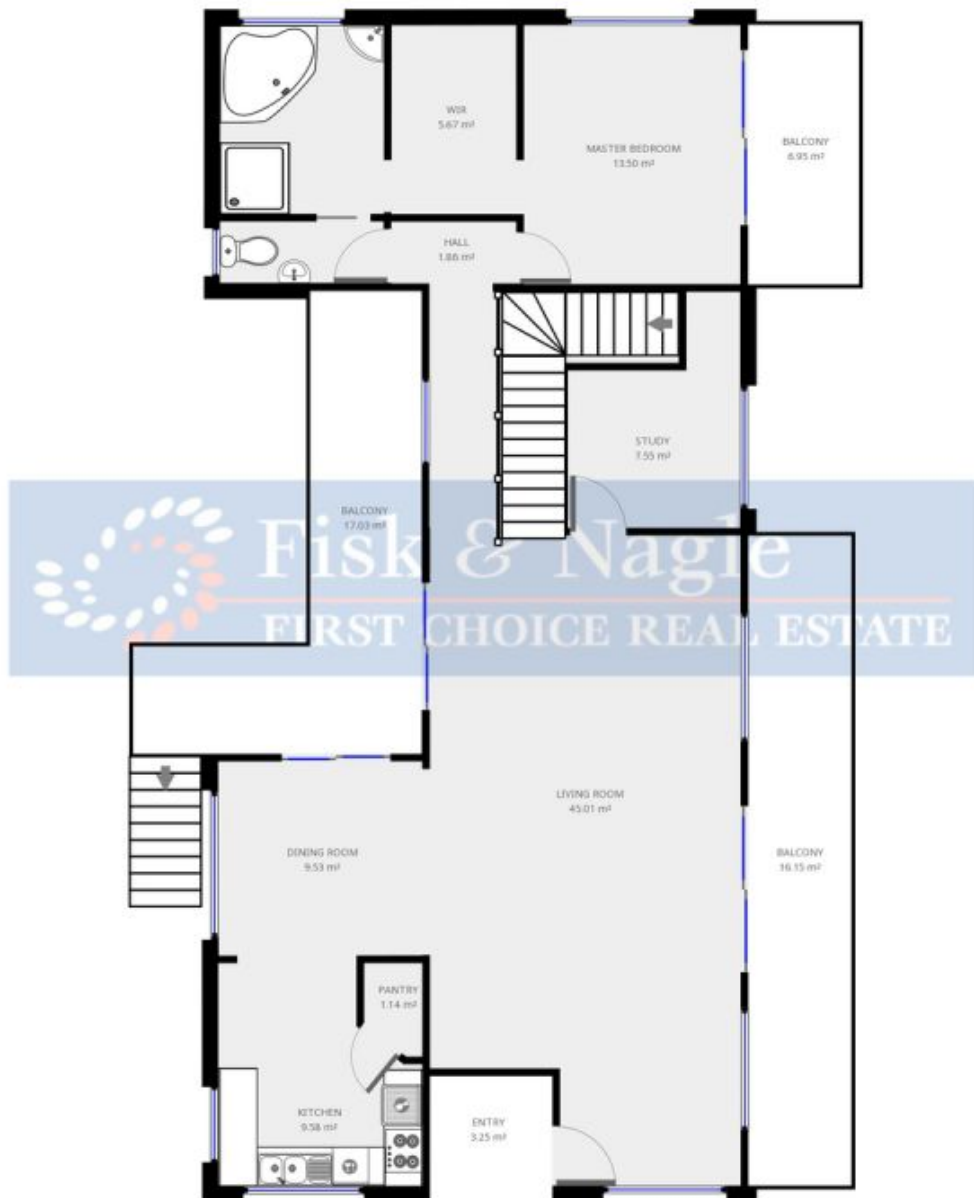 WIR
5.67 m²
MASTER BEDROOM
13.50 m²
BALCONY
6.95 m²
HALL
1.86 m²
STUDY
7.55 m²
BALCONY
17.03 m²
Fisk & Nagle
FIRST CHOICE REAL ESTATE
LIVING ROOM
45.01 m²
DINING ROOM
9.53 m²
BALCONY
16.15 m²
PANTRY
1.14 m²
KITCHEN
9.58 m²
ENTRY
3.25 m²